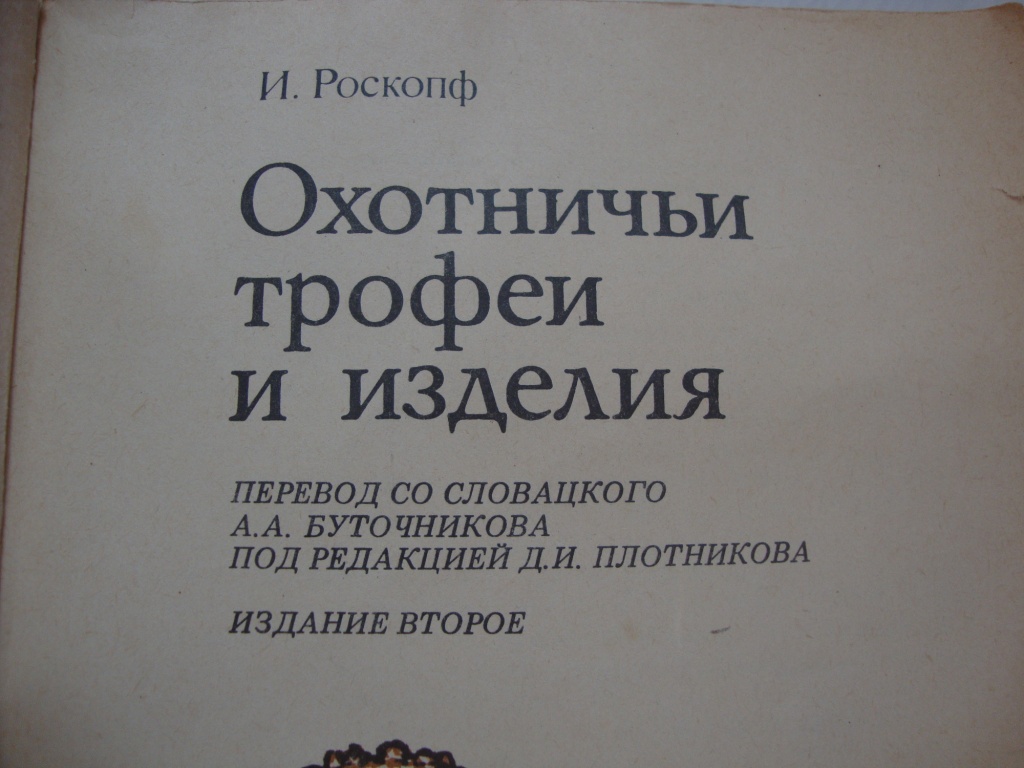 И. Роскопф
Охотничьи
трофеи
и изделия
ПЕРЕВОД СО СЛОВАЦКОГО
А.А. БУТОЧНИКОВА
ПОД РЕДАКЦИЕЙ Д.И. ПЛОТНИКОВА
ИЗДАНИЕ ВТОРОЕ